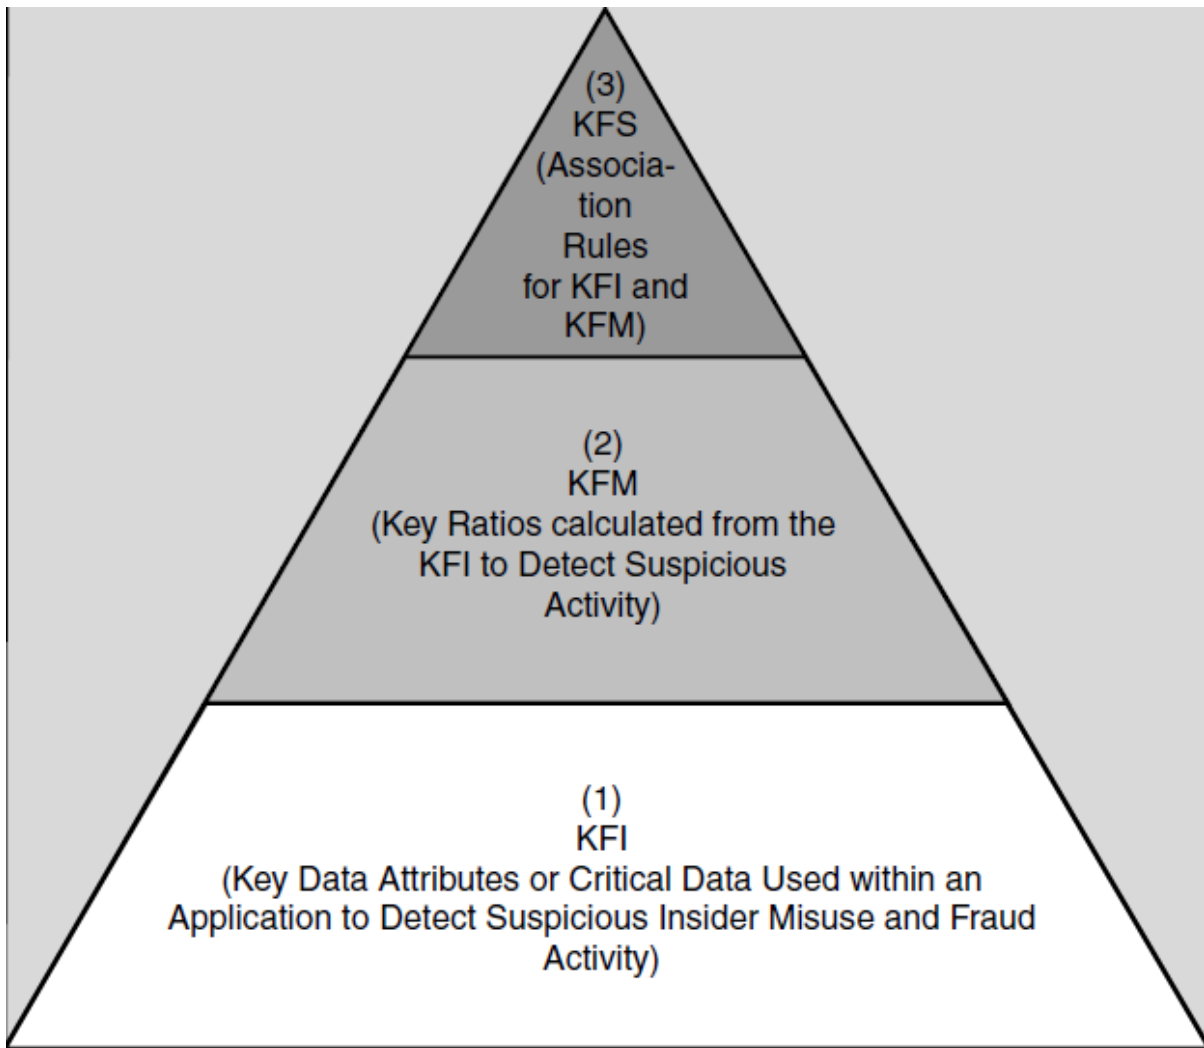 (3)
KFS
(Associa-
tion
Rules
for KFI and
KFM)
(2)
KFM
(Key Ratios calculated from the
KFI to Detect Suspicious
Activity)
(1)
KFI
(Key Data Attributes or Critical Data Used within an
Application to Detect Suspicious Insider Misuse and Fraud
Activity)